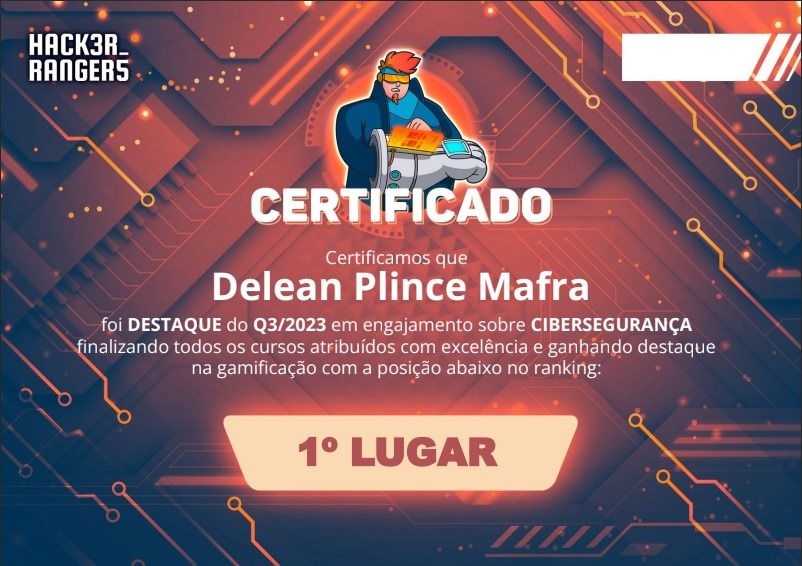 HACK3R_
RANGER5
CERTIFICADO
Certificamos que
Delean Plince Mafra
foi DESTAQUE do Q3/2023 em engajamento sobre CIBERSEGURANÇA
finalizando todos os cursos atribuídos com excelência e ganhando destaque
na gamificação com a posição abaixo no ranking:
1º LUGAR